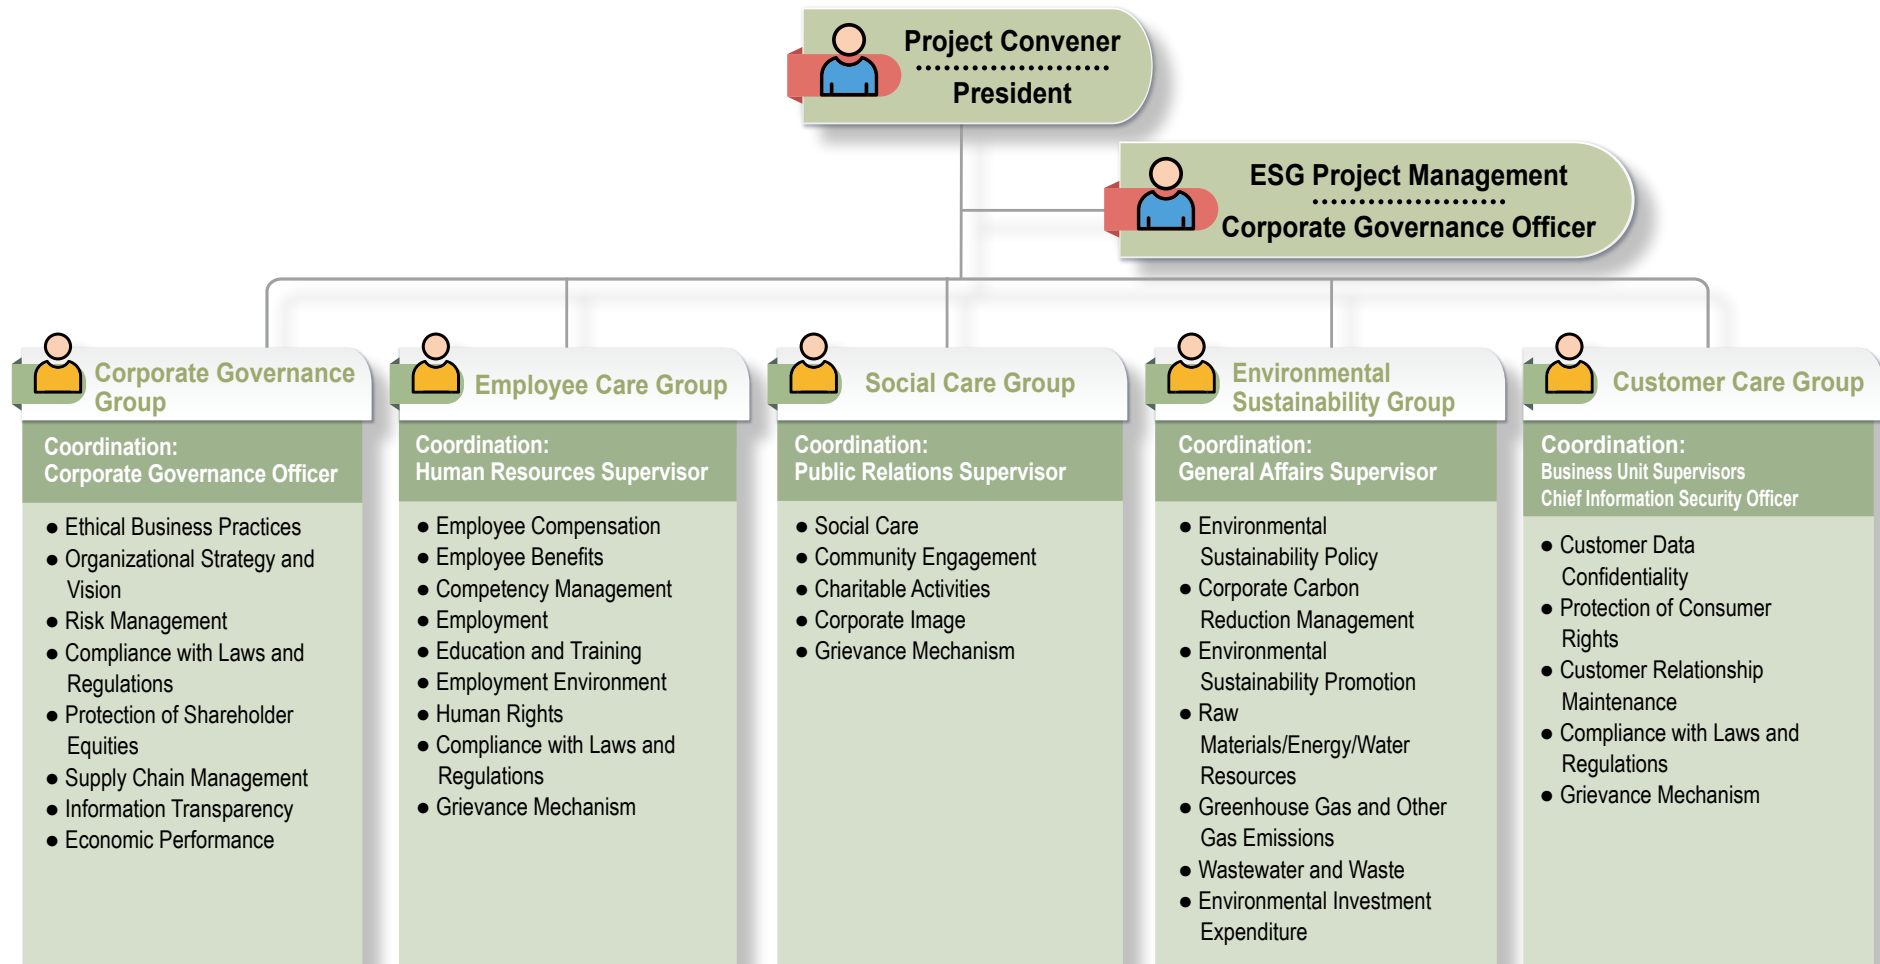 Project Convener
President
ESG Project Management
Corporate Governance Officer
Corporate Governance
Group
Coordination:
Corporate Governance Officer
● Ethical Business Practices
● Organizational Strategy and
Vision
● Risk Management
● Compliance with Laws and
Regulations
● Protection of Shareholder
Equities
● Supply Chain Management
● Information Transparency
● Economic Performance
Employee Care Group
Coordination:
Human Resources Supervisor
● Employee Compensation
● Employee Benefits
● Competency Management
● Employment
● Education and Training
● Employment Environment
● Human Rights
● Compliance with Laws and
Regulations
● Grievance Mechanism
Social Care Group
Coordination:
Public Relations Supervisor
● Social Care
● Community Engagement
● Charitable Activities
● Corporate Image
● Grievance Mechanism
Environmental
Sustainability Group
Coordination:
General Affairs Supervisor
● Environmental
Sustainability Policy
● Corporate Carbon
Reduction Management
● Environmental
Sustainability Promotion
● Raw
Materials/Energy/Water
Resources
● Greenhouse Gas and Other
Gas Emissions
● Wastewater and Waste
● Environmental Investment
Expenditure
Customer Care Group
Coordination:
Business Unit Supervisors
Chief Information Security Officer
● Customer Data
Confidentiality
● Protection of Consumer
Rights
● Customer Relationship
Maintenance
● Compliance with Laws and
Regulations
● Grievance Mechanism